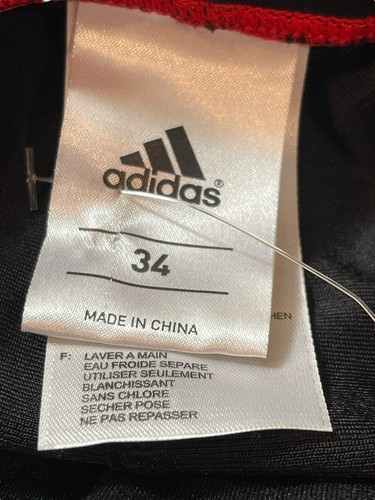 adidas®
34
MADE IN CHINA
HEN
F: LAVER A MAIN
EAU FROIDE SEPARE
UTILISER SEULEMENT
BLANCHISSANT
SANS CHLORE
SECHER POSE
NE PAS REPASSER